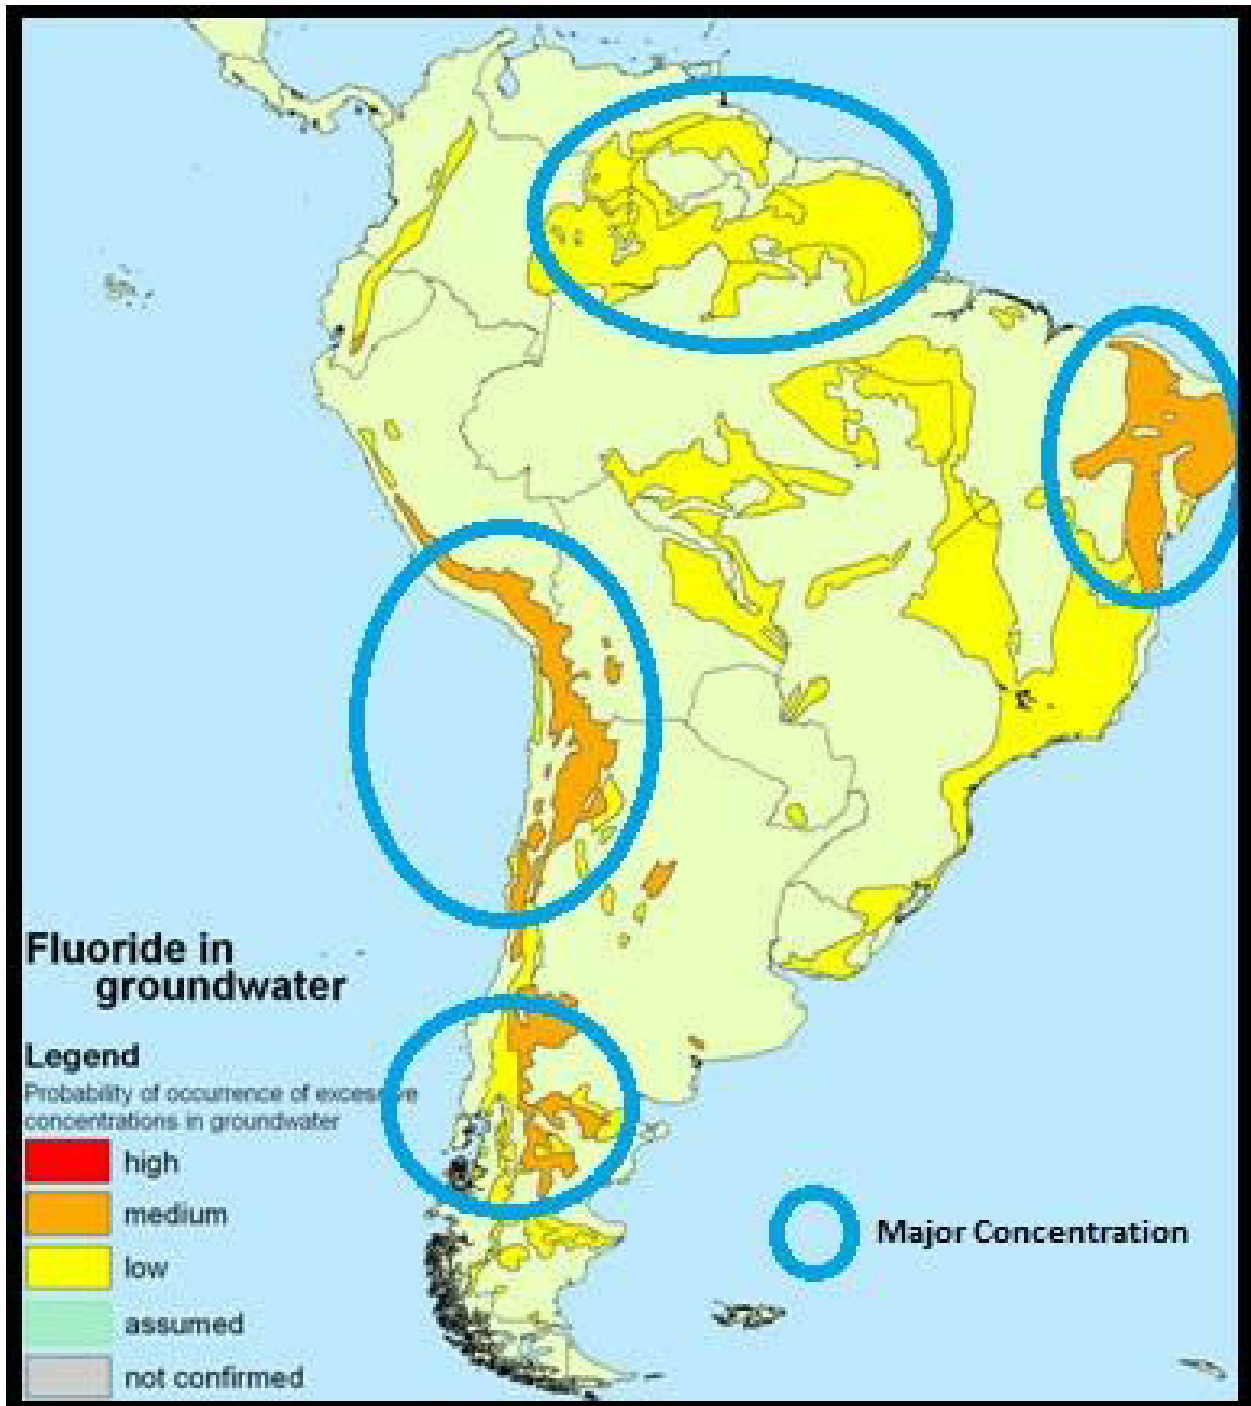 Fluoride in
groundwater
Legend
Probability of occurrence of excessive
concentrations in groundwater
high
medium
low
assumed
not confirmed
Major Concentration